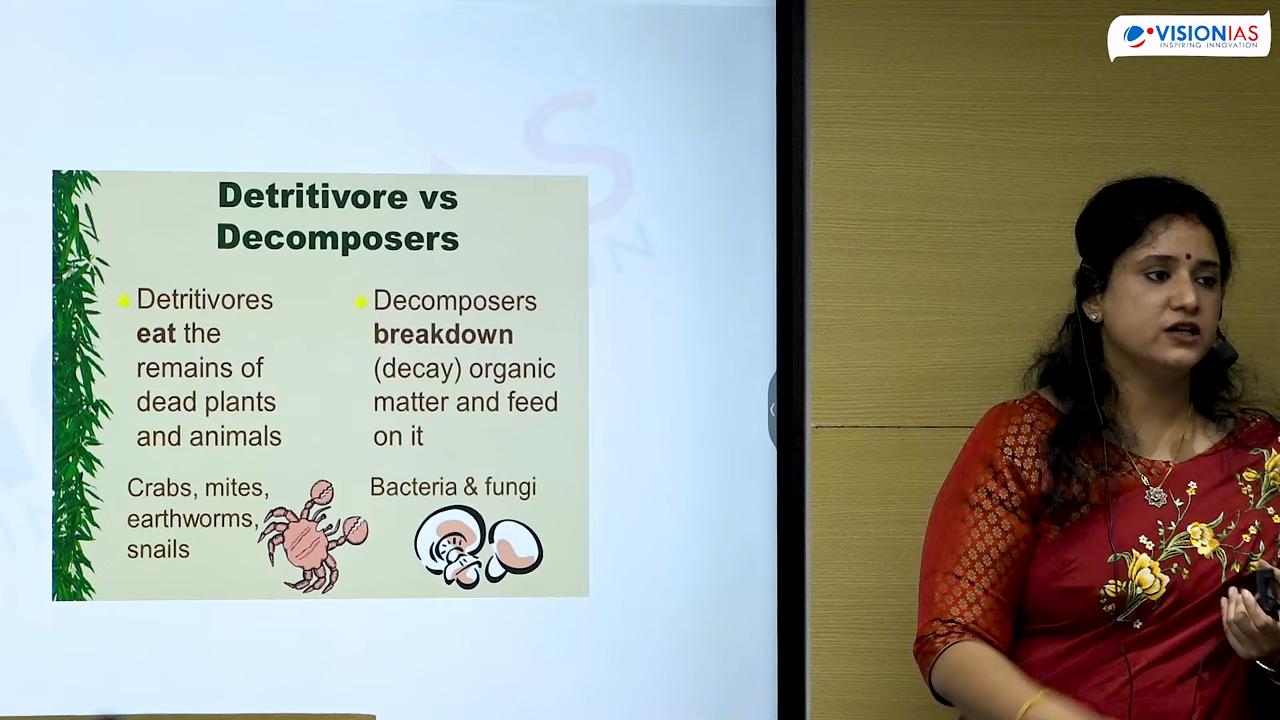 VISIONIAS
INSPIRING INNOVATION
Detritivore vs
Decomposers
Detritivores
eat the
remains of
dead plants
and animals
Crabs, mites,
earthworms,
snails
Decomposers
breakdown
(decay) organic
matter and feed
on it
Bacteria & fungi